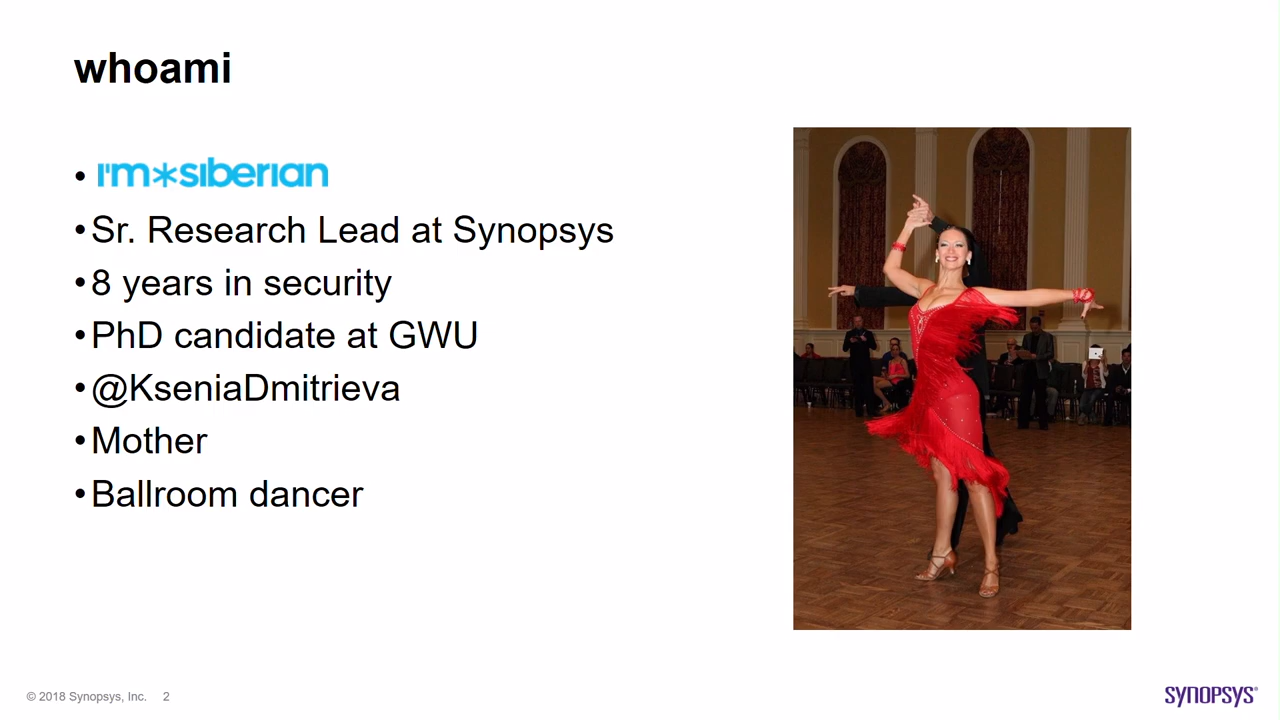 whoami
• I'm*siberian
• Sr. Research Lead at Synopsys
• 8 years in security
• PhD candidate at GWU
• @KseniaDmitrieva
• Mother
• Ballroom dancer
© 2018 Synopsys, Inc. 2
SYNOPSYS®